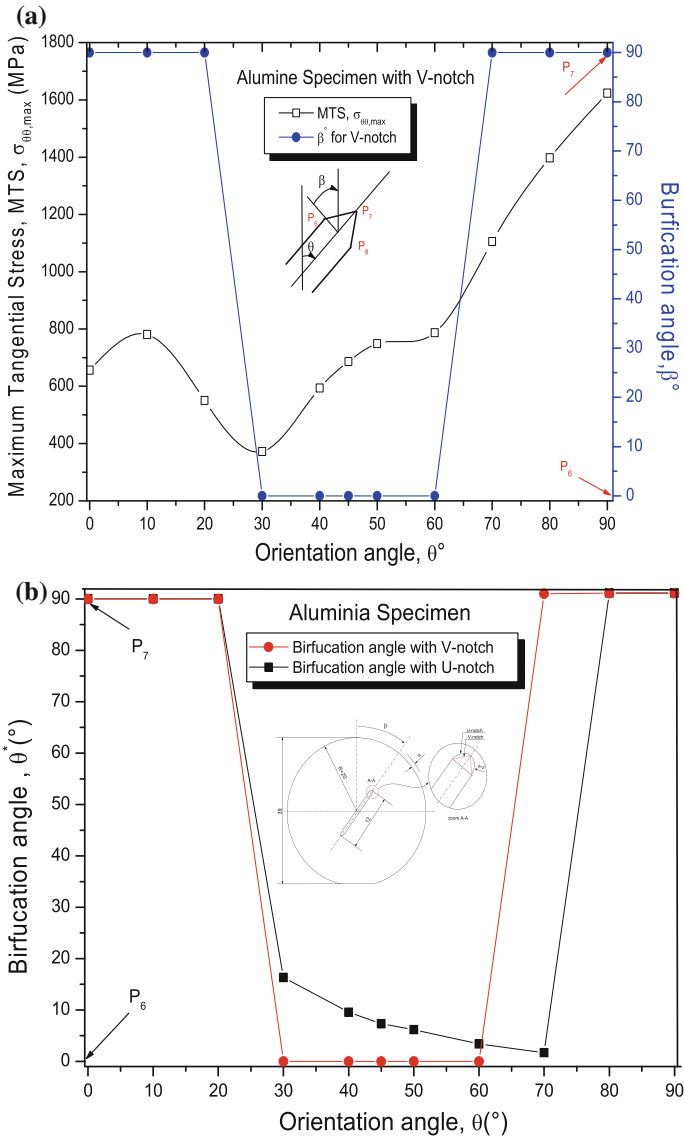 (a)
1800
1600
1400
1200
1000
800
600
400
200
Maximum Tangential Stress, MTS, σθθ,max (MPa)
Alumine Specimen with V-notch
MTS, σθθ,max
β° for V-notch
β
θ
P6
P7
P8
P7
P6
90
80
70
60
50
40
30
20
10
0
Burfication angle,β°
0 10 20 30 40 50 60 70 80 90
Orientation angle, θ°
(b)
90
80
70
60
50
40
30
20
10
0
Birfucation angle , θ*(°)
Aluminia Specimen
Birfucation angle with V-notch
Birfucation angle with U-notch
P7
P6
β
A-A
12
U-notch
V-notch
zoom A-A
0 10 20 30 40 50 60 70 80 90
Orientation angle, θ(°)